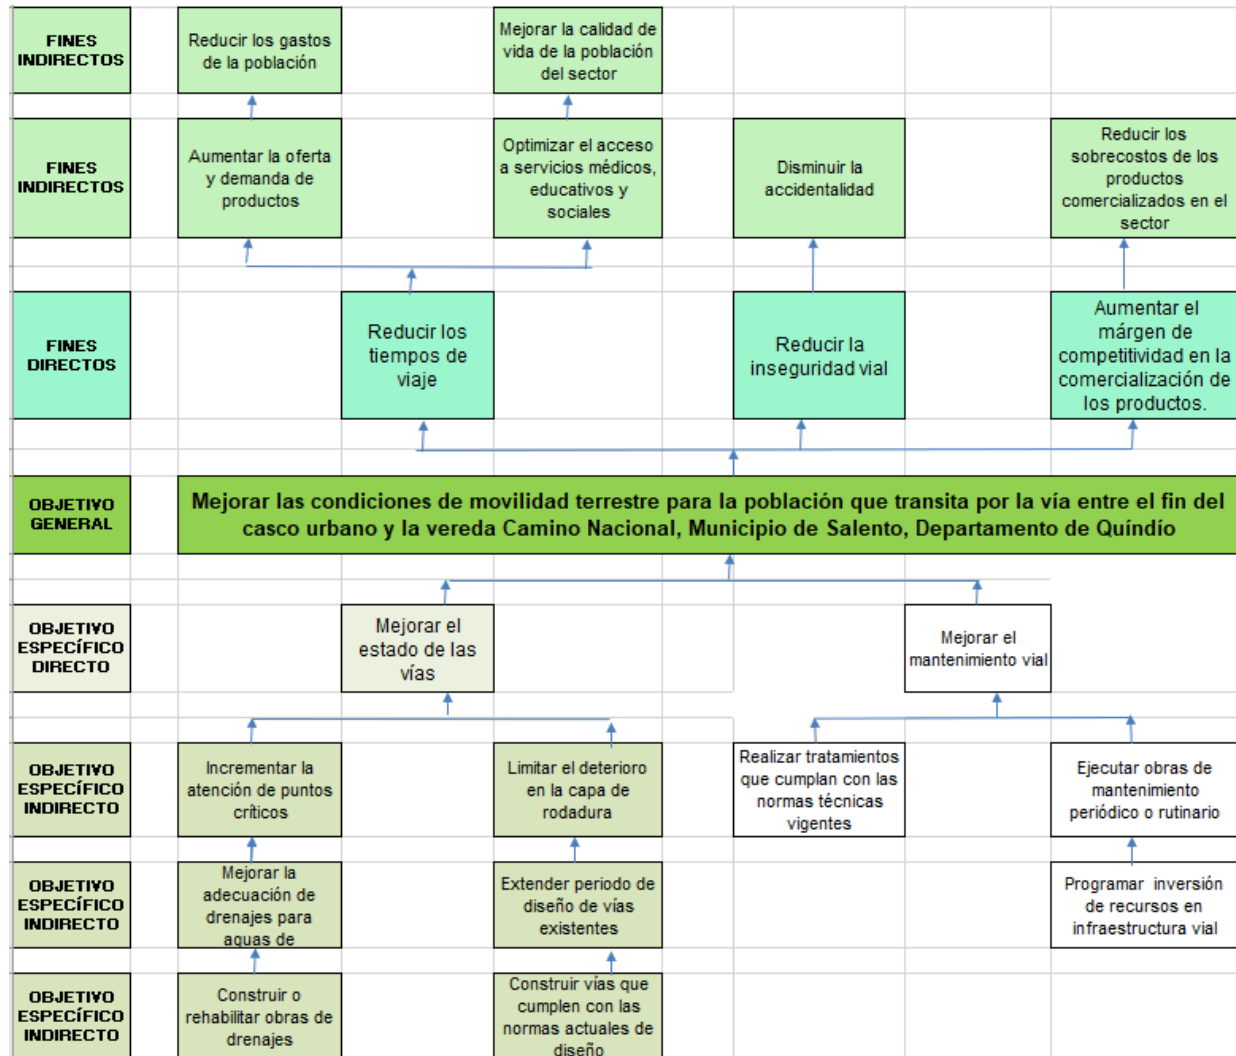 FINES
INDIRECTOS
Reducir los gastos
de la población
Mejorar la calidad de
vida de la población
del sector
FINES
INDIRECTOS
Aumentar la oferta
y demanda de
productos
Optimizar el acceso
a servicios médicos,
educativos y
sociales
Disminuir la
accidentalidad
Reducir los
sobrecostos de los
productos
comercializados en el
sector
FINES
DIRECTOS
Reducir los
tiempos de
viaje
Reducir la
inseguridad vial
Aumentar el
márgen de
competitividad en la
comercialización de
los productos.
OBJETIVO
GENERAL
Mejorar las condiciones de movilidad terrestre para la población que transita por la vía entre el fin del
casco urbano y la vereda Camino Nacional, Municipio de Salento, Departamento de Quíndío
OBJETIVO
ESPECÍFICO
DIRECTO
Mejorar el
estado de las
vías
Mejorar el
mantenimiento vial
OBJETIVO
ESPECÍFICO
INDIRECTO
Incrementar la
atención de puntos
críticos
Limitar el deterioro
en la capa de
rodadura
Realizar tratamientos
que cumplan con las
normas técnicas
vigentes
Ejecutar obras de
mantenimiento
periódico o rutinario
OBJETIVO
ESPECÍFICO
INDIRECTO
Mejorar la
adecuación de
drenajes para
aguas de
Extender periodo de
diseño de vías
existentes
Programar inversión
de recursos en
infraestructura vial
OBJETIVO
ESPECÍFICO
INDIRECTO
Construir o
rehabilitar obras de
drenajes
Construir vías que
cumplen con las
normas actuales de
diseño